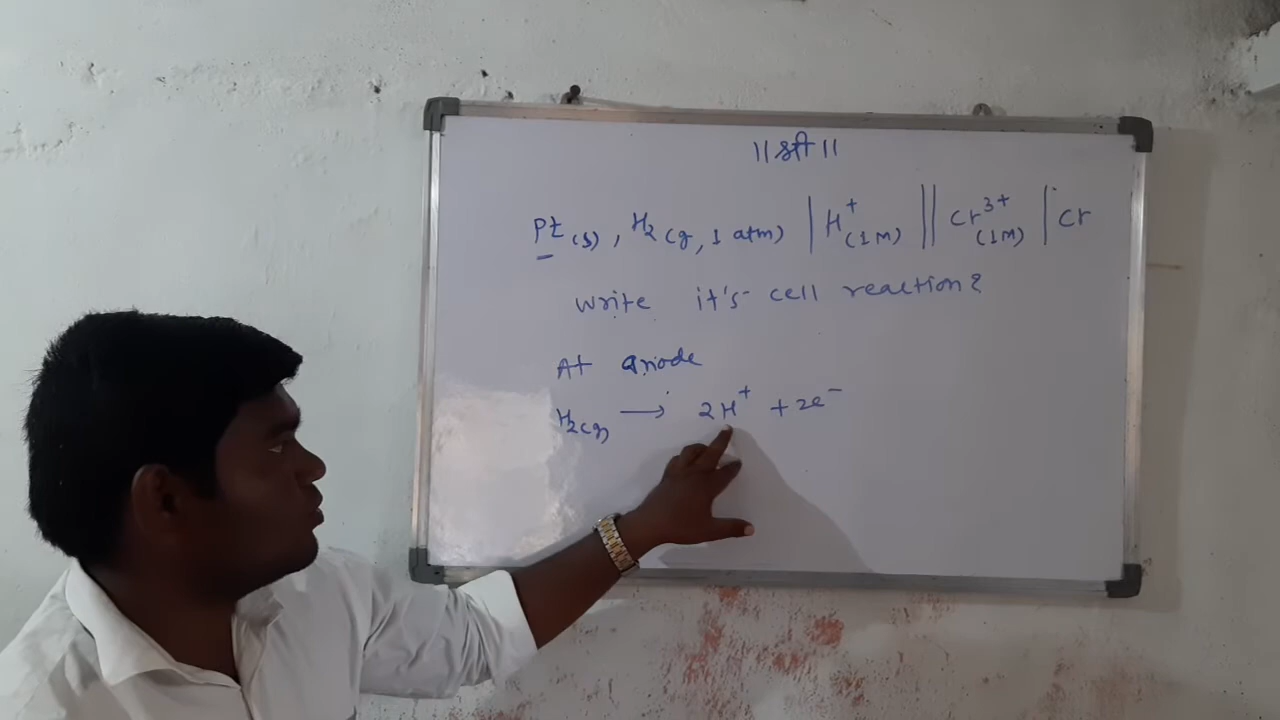 ॥ श्री ॥
Pt(s), H₂(g, 1 atm) | H⁺(1M) || Cr³⁺(1M) | Cr
write it's cell reaction?
At anode
H₂(g) → 2H⁺ + 2e⁻